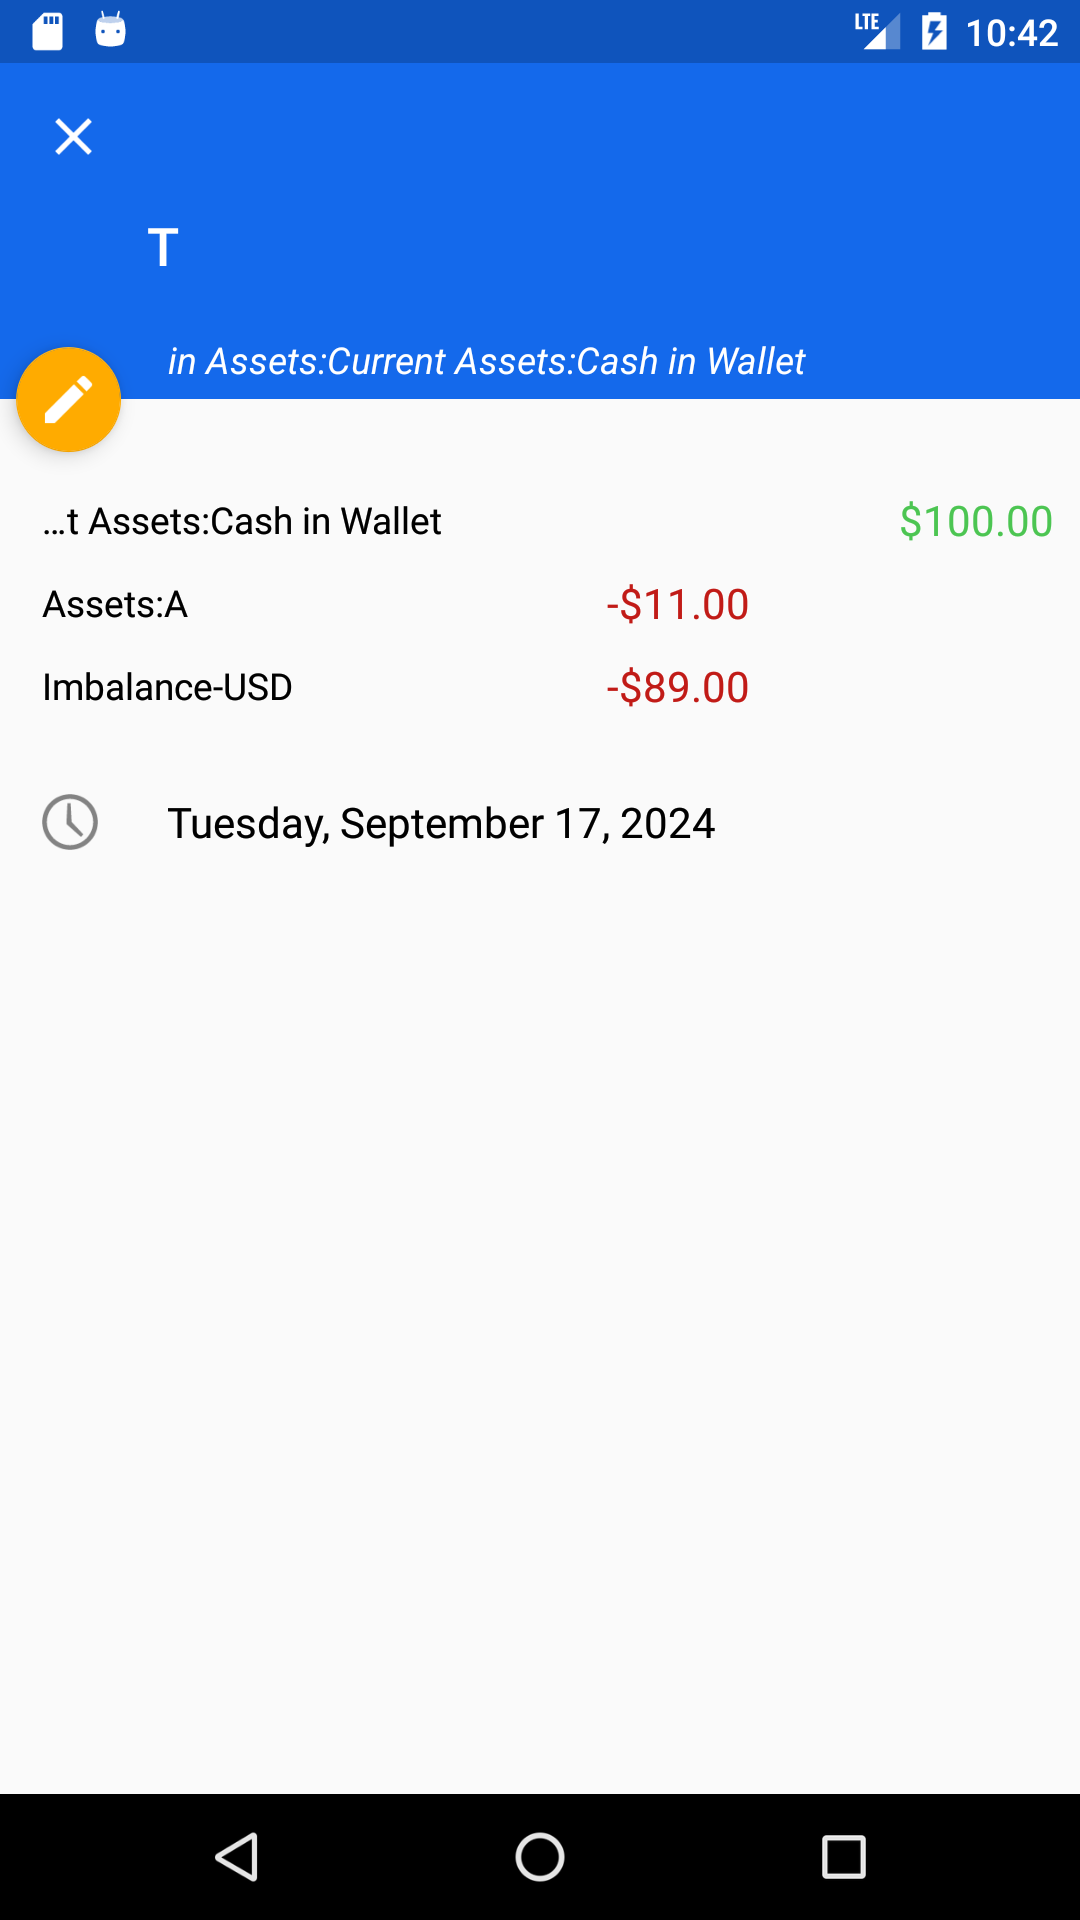 LTE 10:42
T
in Assets:Current Assets:Cash in Wallet
…t Assets:Cash in Wallet $100.00
Assets:A -$11.00
Imbalance-USD -$89.00
Tuesday, September 17, 2024